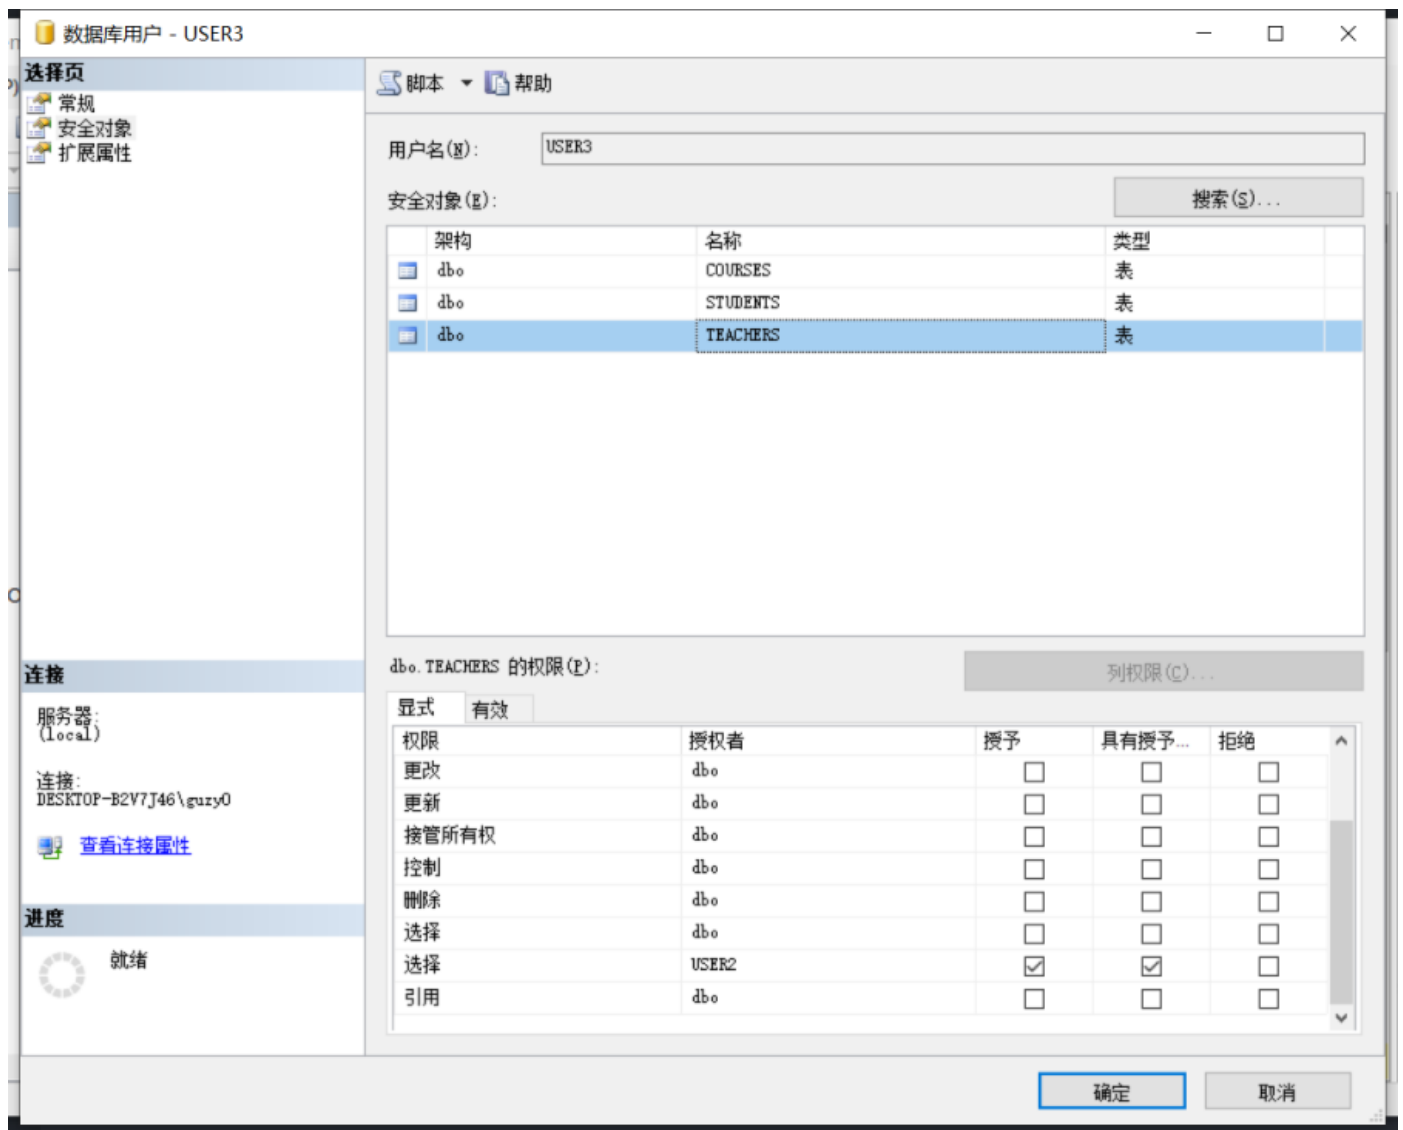 数据库用户 - USER3
选择页
常规
安全对象
扩展属性
脚本 帮助
用户名(N): USER3
安全对象(E): 搜索(S)...
架构 名称 类型
dbo COURSES 表
dbo STUDENTS 表
dbo TEACHERS 表
连接
服务器:
(local)
连接:
DESKTOP-B2V7J46\guzy0
查看连接属性
进度
就绪
dbo.TEACHERS 的权限(P): 列权限(C)...
显式 有效
权限 授权者 授予 具有授予... 拒绝
更改 dbo
更新 dbo
接管所有权 dbo
控制 dbo
删除 dbo
选择 dbo
选择 USER2
引用 dbo
确定 取消